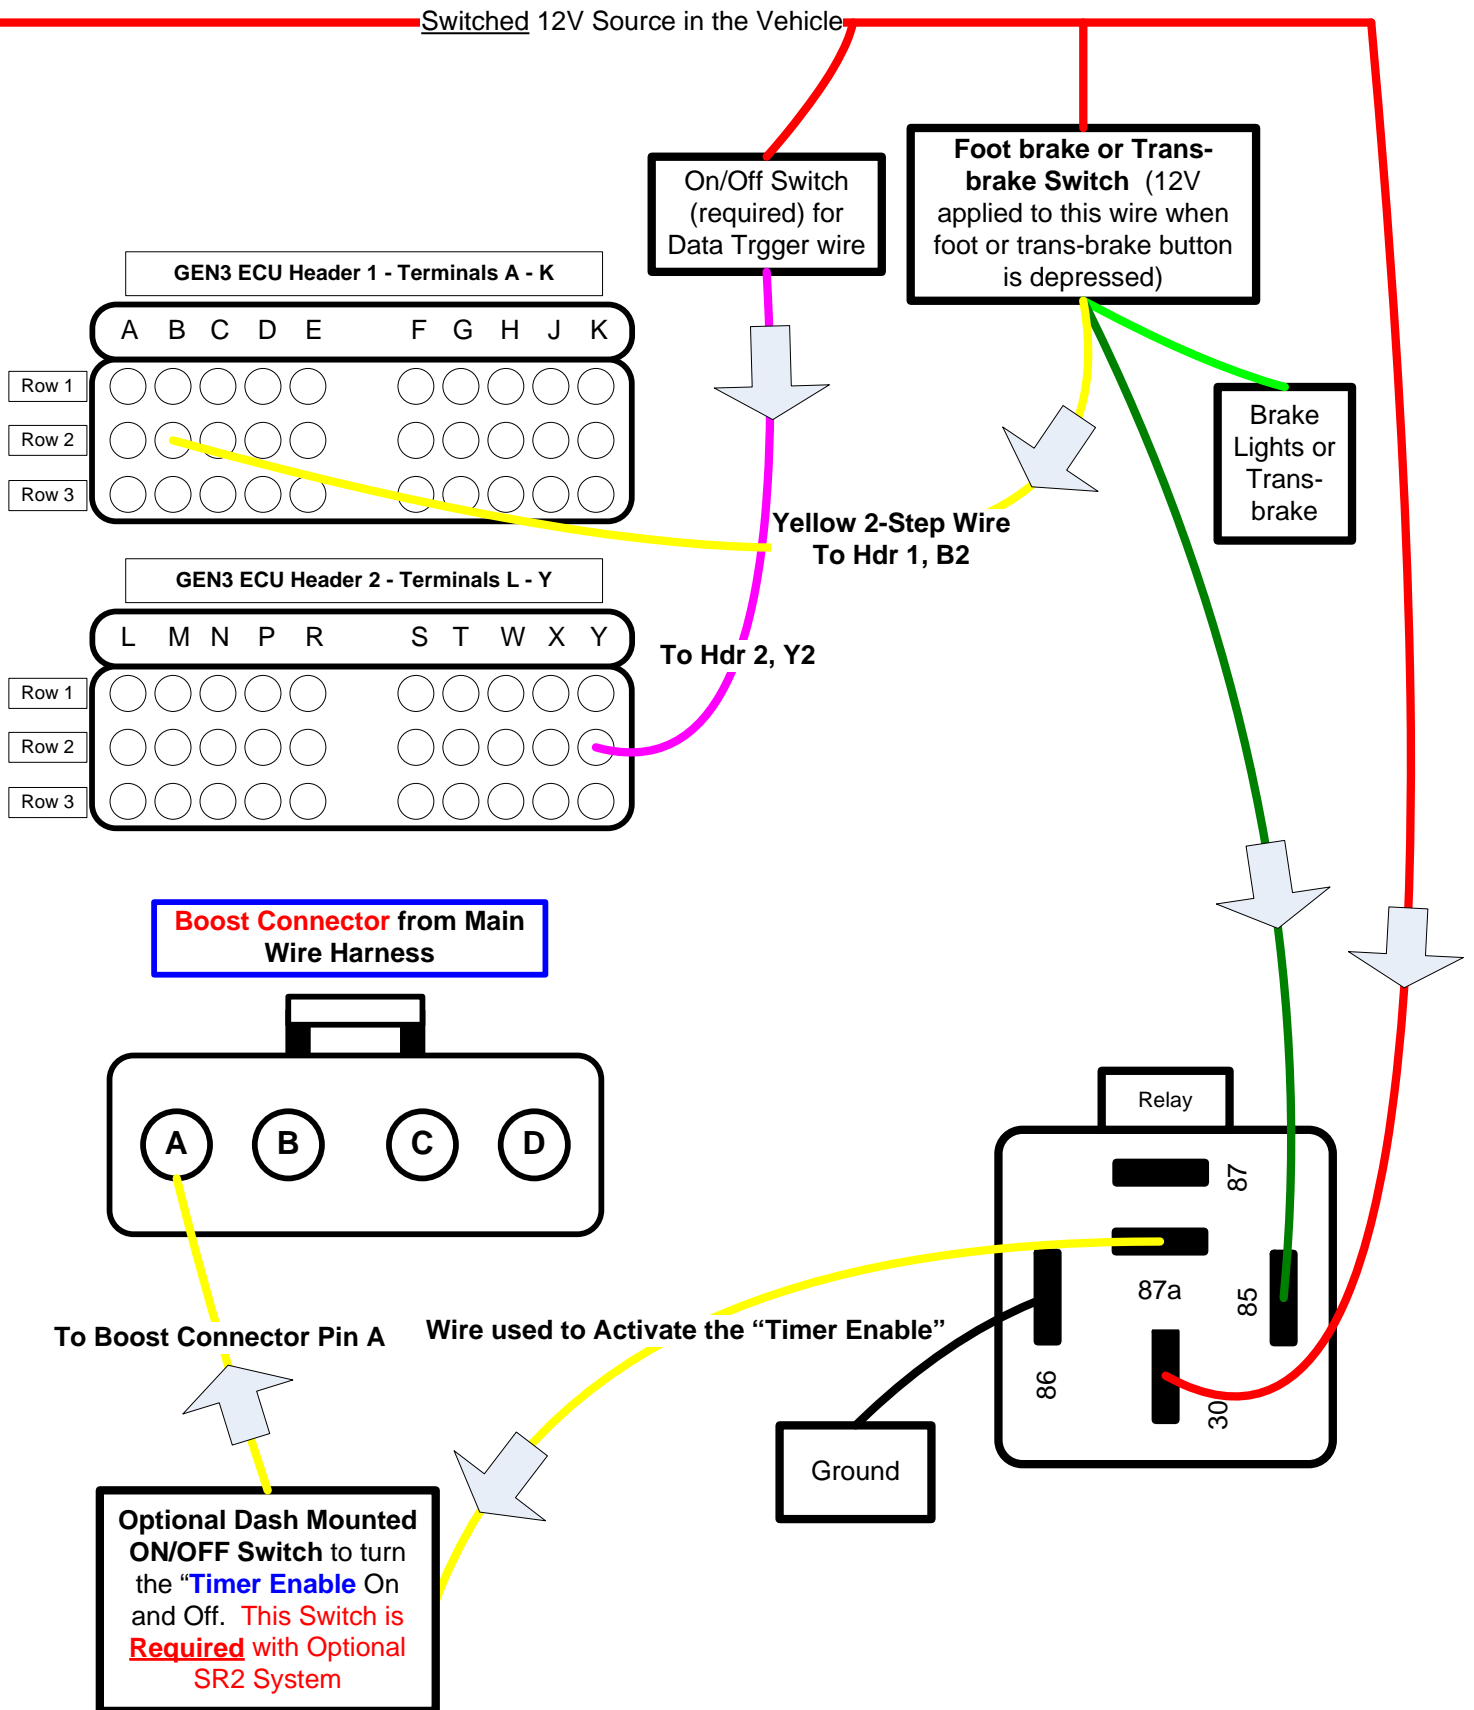 Switched 12V Source in the Vehicle
On/Off Switch
(required) for
Data Trgger wire
Foot brake or Trans-
brake Switch (12V
applied to this wire when
foot or trans-brake button
is depressed)
GEN3 ECU Header 1 - Terminals A - K
A B C D E F G H J K
Row 1
Row 2
Row 3
Brake
Lights or
Trans-
brake
Yellow 2-Step Wire
To Hdr 1, B2
GEN3 ECU Header 2 - Terminals L - Y
L M N P R S T W X Y
To Hdr 2, Y2
Row 1
Row 2
Row 3
Boost Connector from Main
Wire Harness
A B C D
Relay
87
87a
85
86
30
To Boost Connector Pin A
Wire used to Activate the “Timer Enable”
Ground
Optional Dash Mounted
ON/OFF Switch to turn
the “Timer Enable On
and Off. This Switch is
Required with Optional
SR2 System